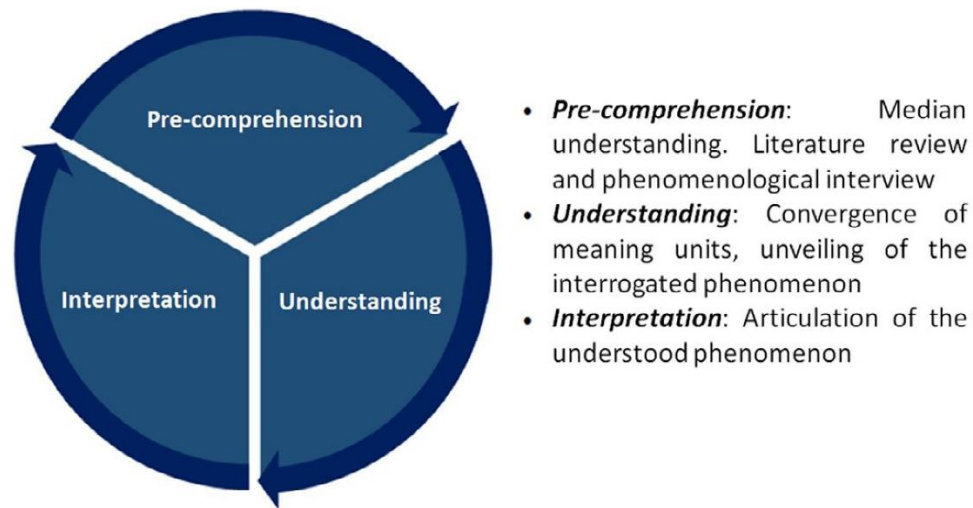 Pre-comprehension
Interpretation
Understanding
• Pre-comprehension: Median
understanding. Literature review
and phenomenological interview
• Understanding: Convergence of
meaning units, unveiling of the
interrogated phenomenon
• Interpretation: Articulation of the
understood phenomenon